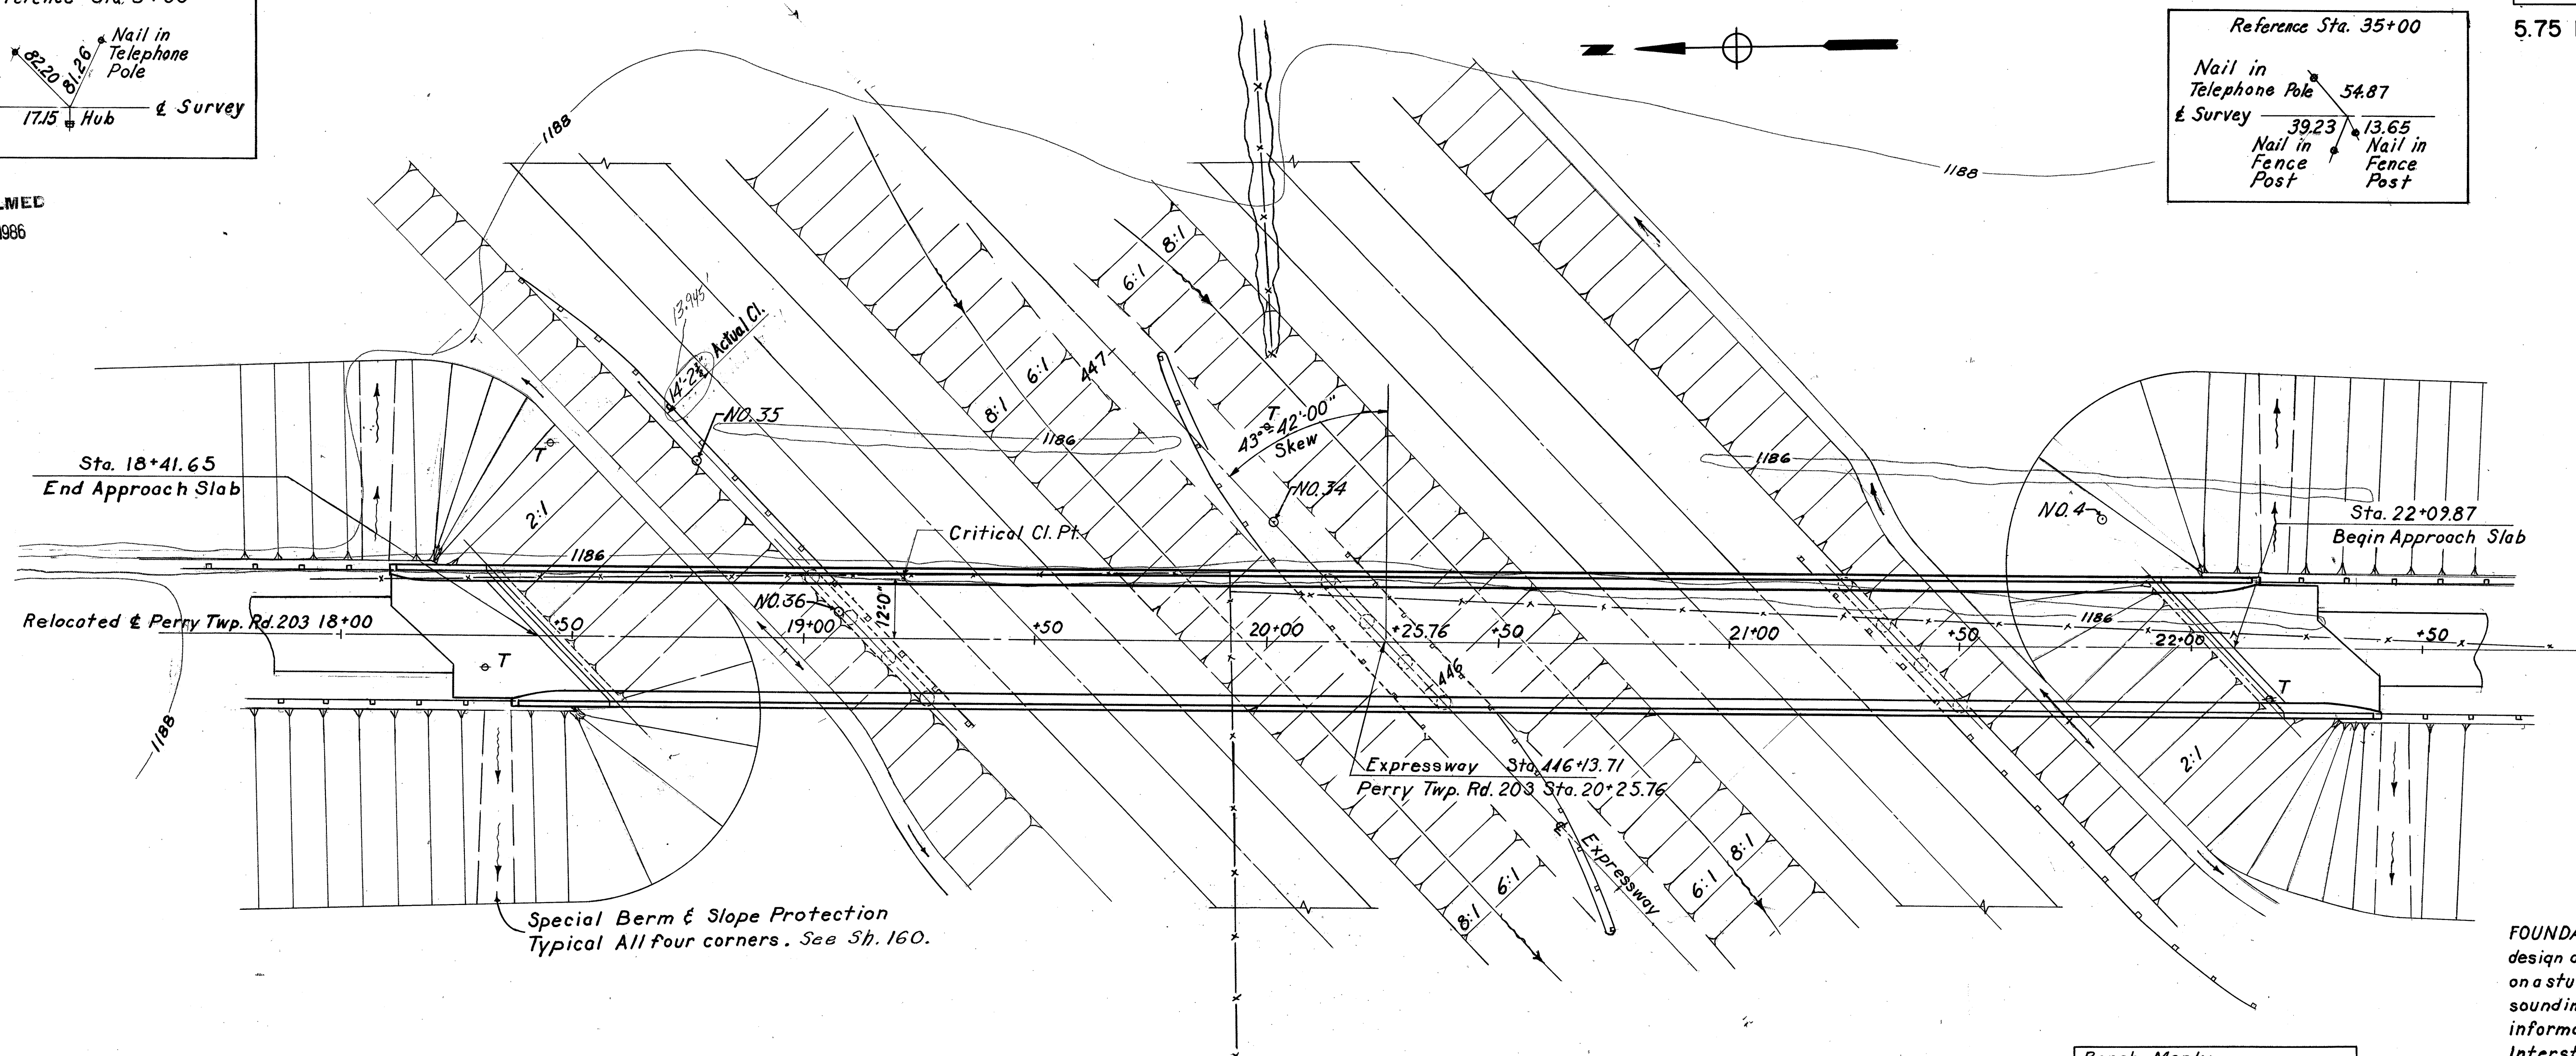 Nail in
Telephone
Pole
82.20
81.26
17.15 Hub
℄ Survey
1986
Reference Sta. 35+00
Nail in
Telephone Pole 54.87
℄ Survey
39.23 13.65
Nail in Nail in
Fence Fence
Post Post
5.75
1188
1188
8:1
6:1
13.945'
14'-2¾" Actual Cl.
6:1
447
8:1
NO.35
1186
T
43°-42'-00"
Skew
NO.34
1186
NO.4
T
Sta. 18+41.65
End Approach Slab
2:1
Critical Cl. Pt.
Sta. 22+09.87
Begin Approach Slab
1186
NO.36
12'-0"
Relocated ℄ Perry Twp. Rd. 203 18+00
+50
19+00
+50
20+00
+25.76
+50
21+00
+50
1186
22+00
+50
T
446
T
1188
Expressway Sta. 446+13.71
Perry Twp. Rd. 203 Sta. 20+25.76
2:1
℄ Expressway
8:1
6:1
6:1
8:1
Special Berm & Slope Protection
Typical All four corners. See Sh. 160.
design
on a